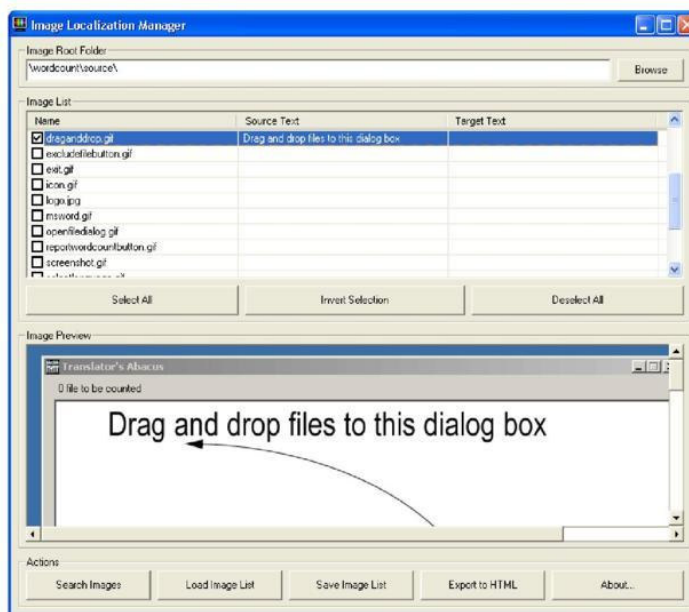 Image Localization Manager
Image Root Folder
\wordcount\source\
Browse
Image List
Name Source Text Target Text
draganddrop.gif Drag and drop files to this dialog box
excludefilebutton.gif
exit.gif
icon.gif
logo.jpg
msword.gif
openfiledialog.gif
reportwordcountbutton.gif
screenshot.gif
Select All Invert Selection Deselect All
Image Preview
Translator's Abacus
0 file to be counted
Drag and drop files to this dialog box
Actions
Search Images Load Image List Save Image List Export to HTML About...